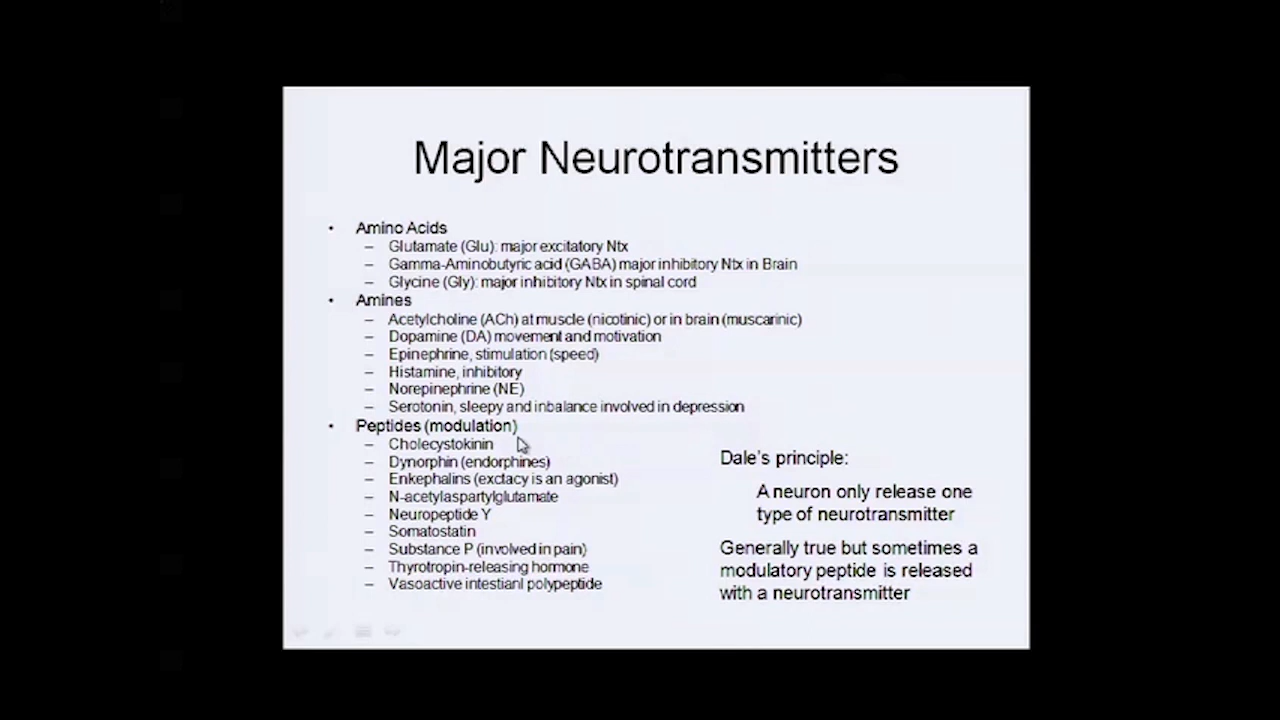 Major Neurotransmitters
• Amino Acids
– Glutamate (Glu): major excitatory Ntx
– Gamma-Aminobutyric acid (GABA) major inhibitory Ntx in Brain
– Glycine (Gly): major inhibitory Ntx in spinal cord
• Amines
– Acetylcholine (ACh) at muscle (nicotinic) or in brain (muscarinic)
– Dopamine (DA) movement and motivation
– Epinephrine, stimulation (speed)
– Histamine, inhibitory
– Norepinephrine (NE)
– Serotonin, sleepy and inbalance involved in depression
• Peptides (modulation)
– Cholecystokinin
– Dynorphin (endorphines)
– Enkephalins (exctacy is an agonist)
– N-acetylaspartylglutamate
– Neuropeptide Y
– Somatostatin
– Substance P (involved in pain)
– Thyrotropin-releasing hormone
– Vasoactive intestianl polypeptide
Dale's principle:
A neuron only release one
type of neurotransmitter
Generally true but sometimes a
modulatory peptide is released
with a neurotransmitter